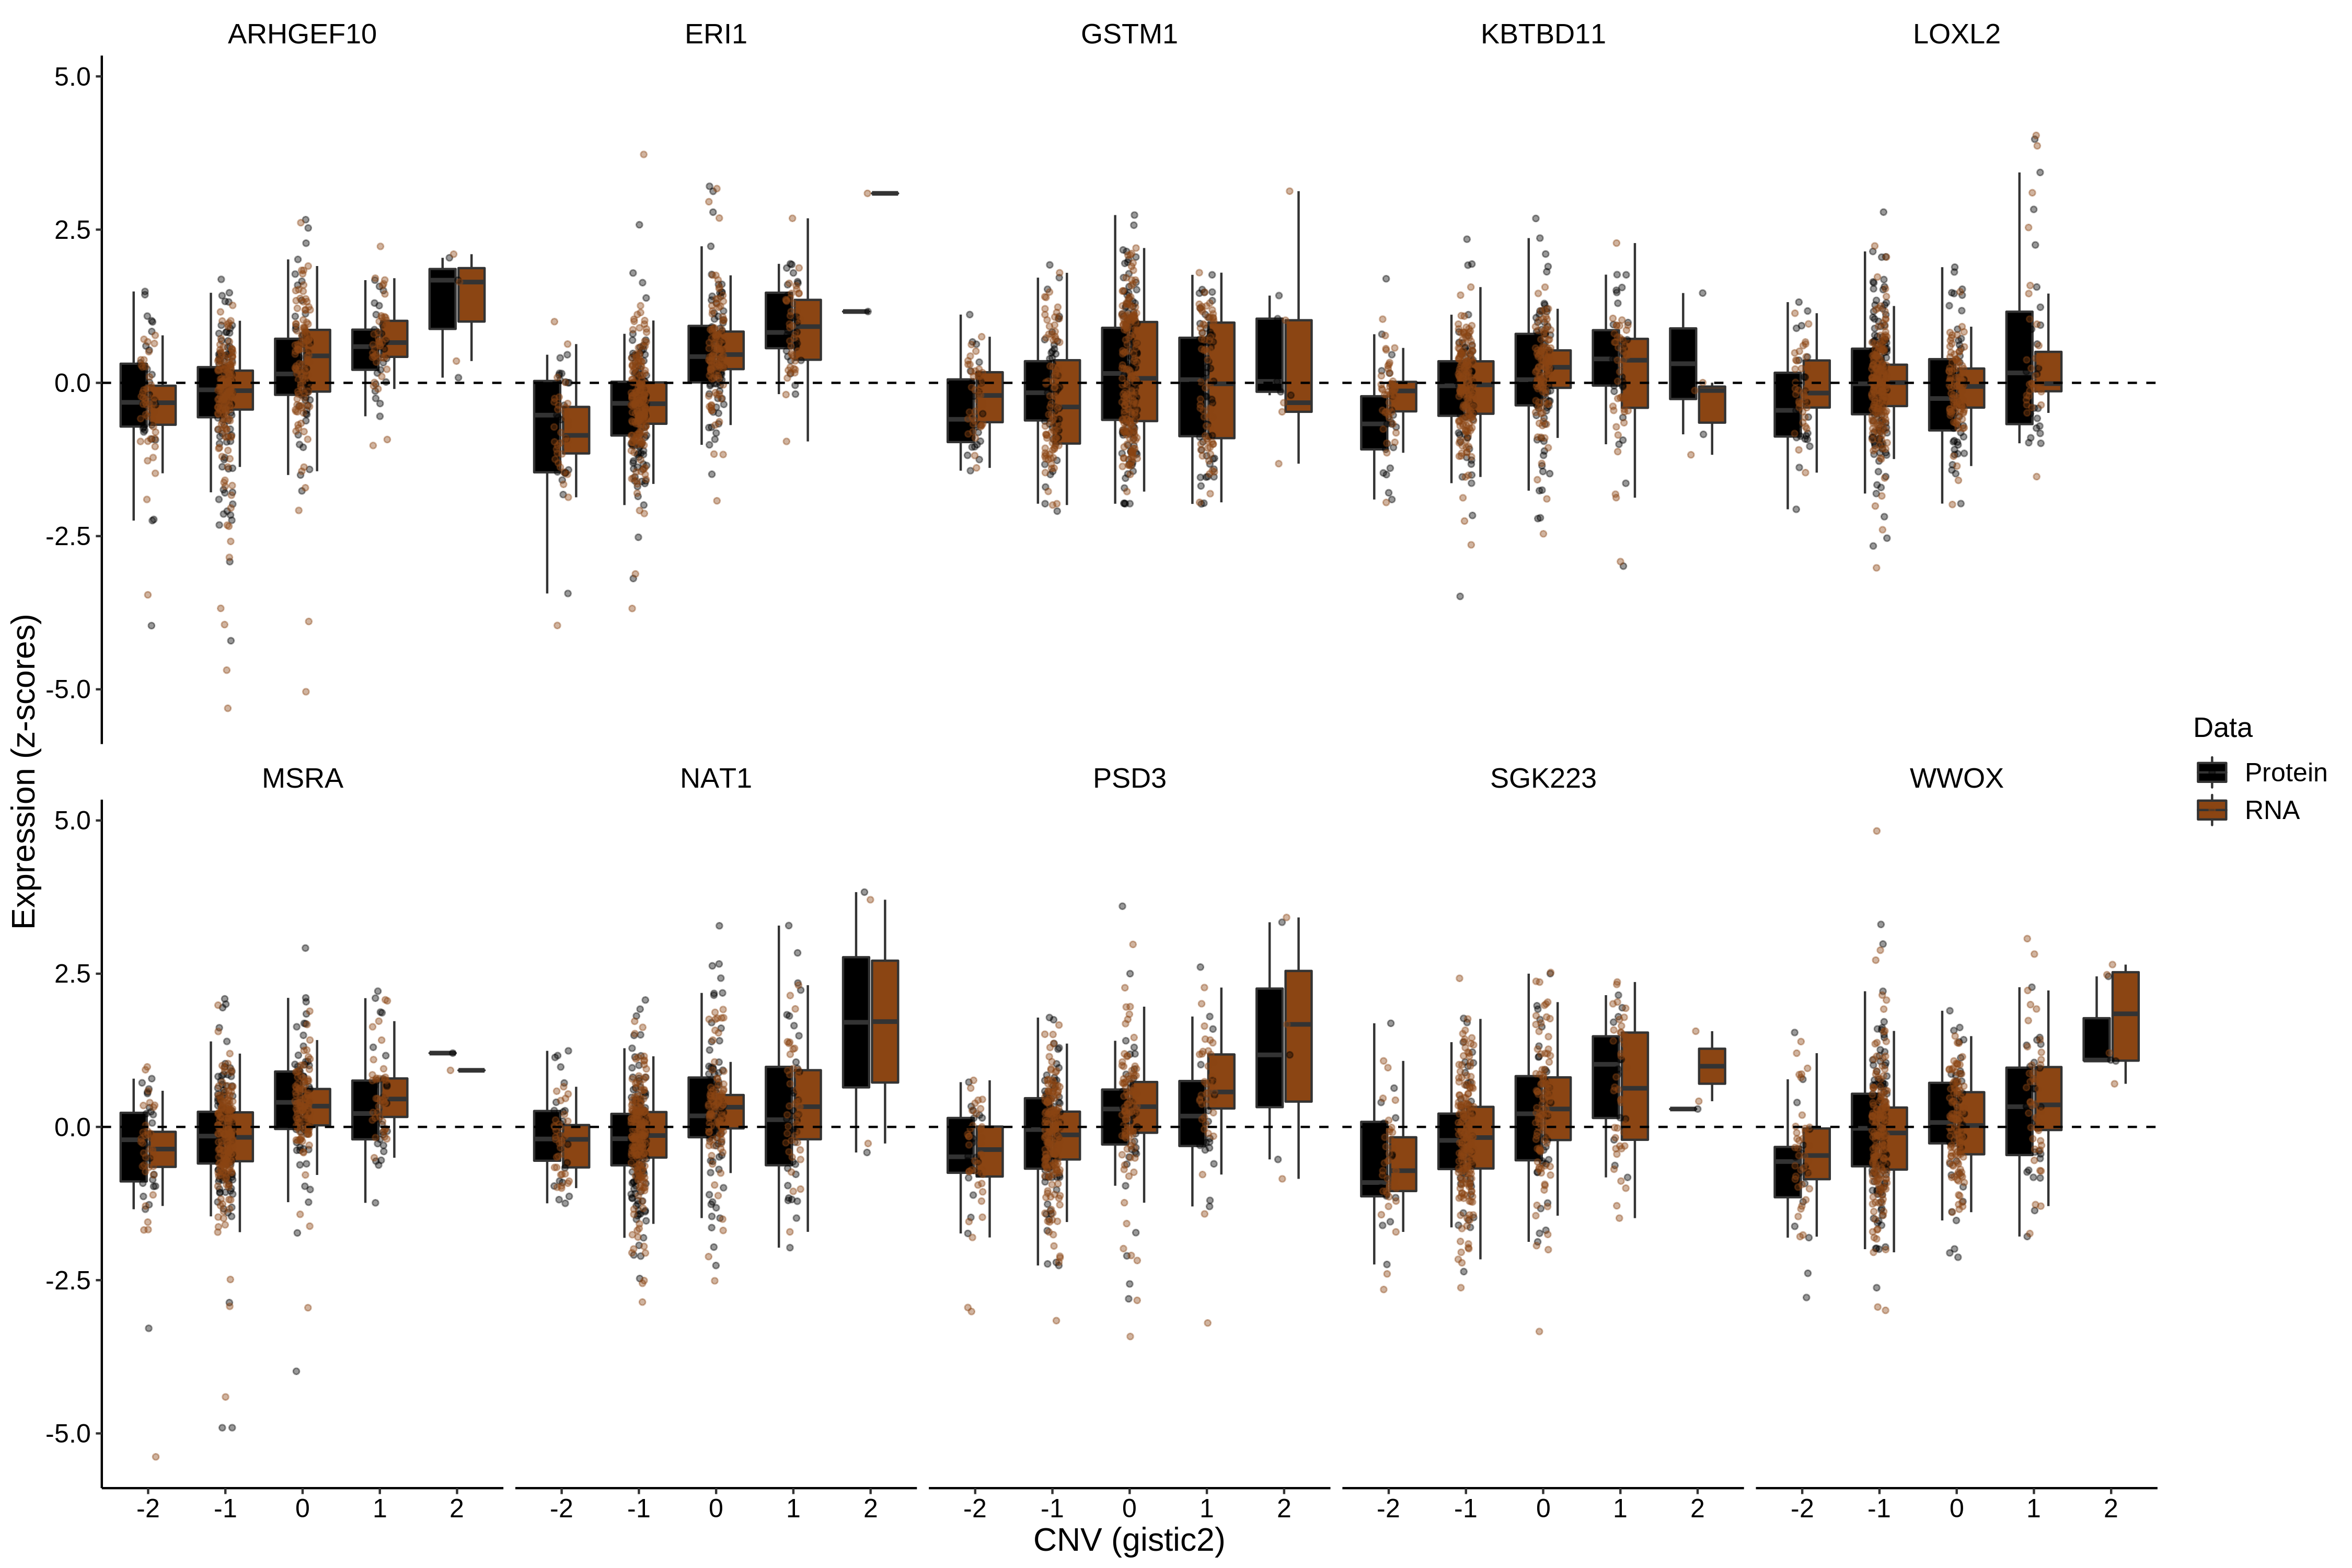 ARHGEF10 ERI1 GSTM1 KBTBD11 LOXL2
5.0
2.5
0.0
-2.5
-5.0
Expression (z-scores)
MSRA NAT1 PSD3 SGK223 WWOX
5.0
2.5
0.0
-2.5
-5.0
-2 -1 0 1 2 -2 -1 0 1 2 -2 -1 0 1 2 -2 -1 0 1 2 -2 -1 0 1 2
CNV (gistic2)
Data
Protein
RNA